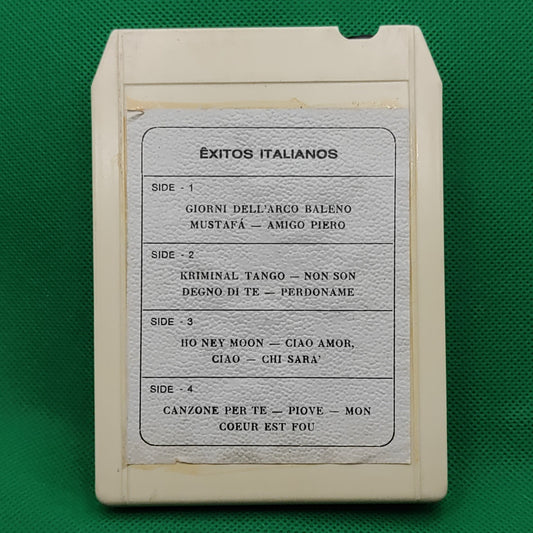 ÊXITOS ITALIANOS
SIDE - 1
GIORNI DELL'ARCO BALENO
MUSTAFÁ — AMIGO PIERO
SIDE - 2
KRIMINAL TANGO — NON SON
DEGNO DI TE — PERDONAME
SIDE - 3
HO NEY MOON — CIAO AMOR,
CIAO — CHI SARA'
SIDE - 4
CANZONE PER TE — PIOVE — MON
COEUR EST FOU